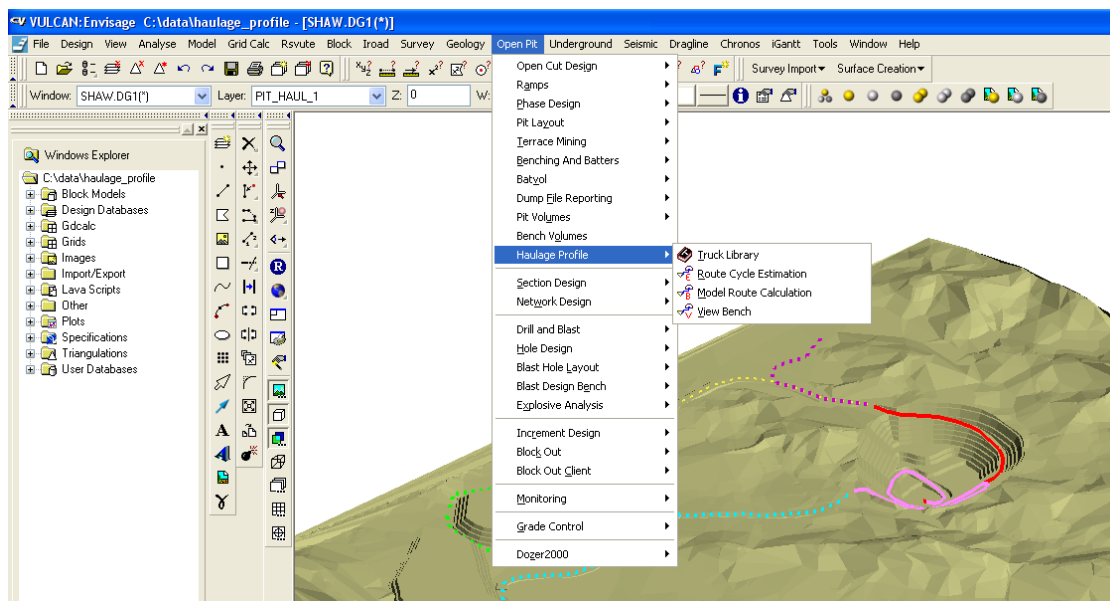 VULCAN:Envisage C:\data\haulage_profile - [SHAW.DG1(*)]
File Design View Analyse Model Grid Calc Rsvute Block Iroad Survey Geology Open Pit Underground Seismic Dragline Chronos iGantt Tools Window Help
Survey Import Surface Creation
Window: SHAW.DG1(*) Layer: PIT_HAUL_1 Z: 0 W:
Windows Explorer
C:\data\haulage_profile
Block Models
Design Databases
Gdcalc
Grids
Images
Import/Export
Lava Scripts
Other
Plots
Specifications
Triangulations
User Databases
Open Cut Design
Ramps
Phase Design
Pit Layout
Terrace Mining
Benching And Batters
Batvol
Dump File Reporting
Pit Volumes
Bench Volumes
Haulage Profile
Section Design
Network Design
Drill and Blast
Hole Design
Blast Hole Layout
Blast Design Bench
Explosive Analysis
Increment Design
Block Out
Block Out Client
Monitoring
Grade Control
Dozer2000
Truck Library
Route Cycle Estimation
Model Route Calculation
View Bench